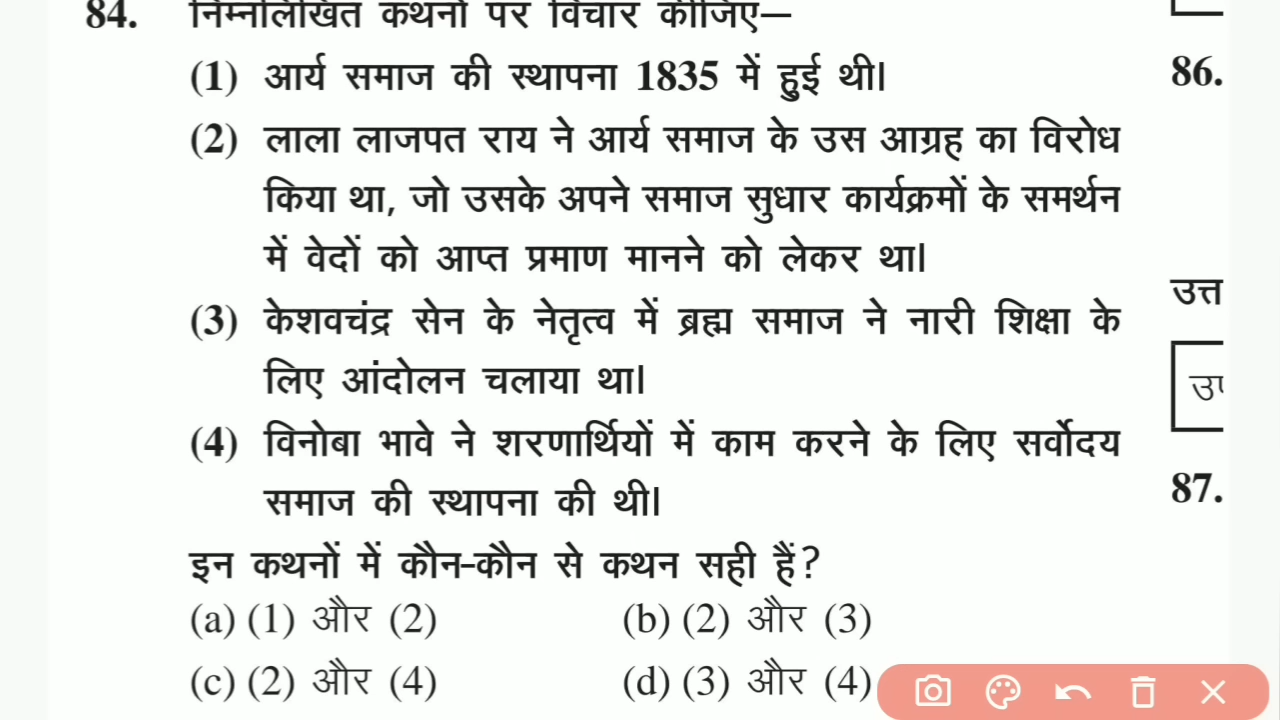 84. निम्नलिखित कथनों पर विचार कीजिए—
(1) आर्य समाज की स्थापना 1835 में हुई थी।
(2) लाला लाजपत राय ने आर्य समाज के उस आग्रह का विरोध
किया था, जो उसके अपने समाज सुधार कार्यक्रमों के समर्थन
में वेदों को आप्त प्रमाण मानने को लेकर था।
(3) केशवचंद्र सेन के नेतृत्व में ब्रह्म समाज ने नारी शिक्षा के
लिए आंदोलन चलाया था।
(4) विनोबा भावे ने शरणार्थियों में काम करने के लिए सर्वोदय
समाज की स्थापना की थी।
इन कथनों में कौन-कौन से कथन सही हैं?
(a) (1) और (2) (b) (2) और (3)
(c) (2) और (4) (d) (3) और (4)
86.
उत्त
87.